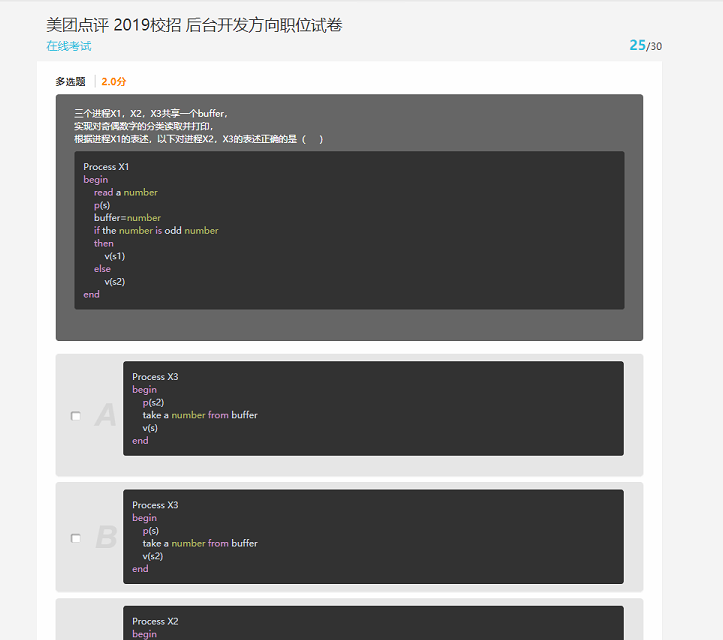 美团点评 2019校招 后台开发方向职位试卷
在线考试
25/30
多选题 2.0分
三个进程X1，X2，X3共享一个buffer，
实现对奇偶数字的分类读取并打印，
根据进程X1的表述，以下对进程X2，X3的表述正确的是（ ）
Process X1
begin
read a number
p(s)
buffer=number
if the number is odd number
then
v(s1)
else
v(s2)
end
A
Process X3
begin
p(s2)
take a number from buffer
v(s)
end
B
Process X3
begin
p(s)
take a number from buffer
v(s2)
end
Process X2
begin